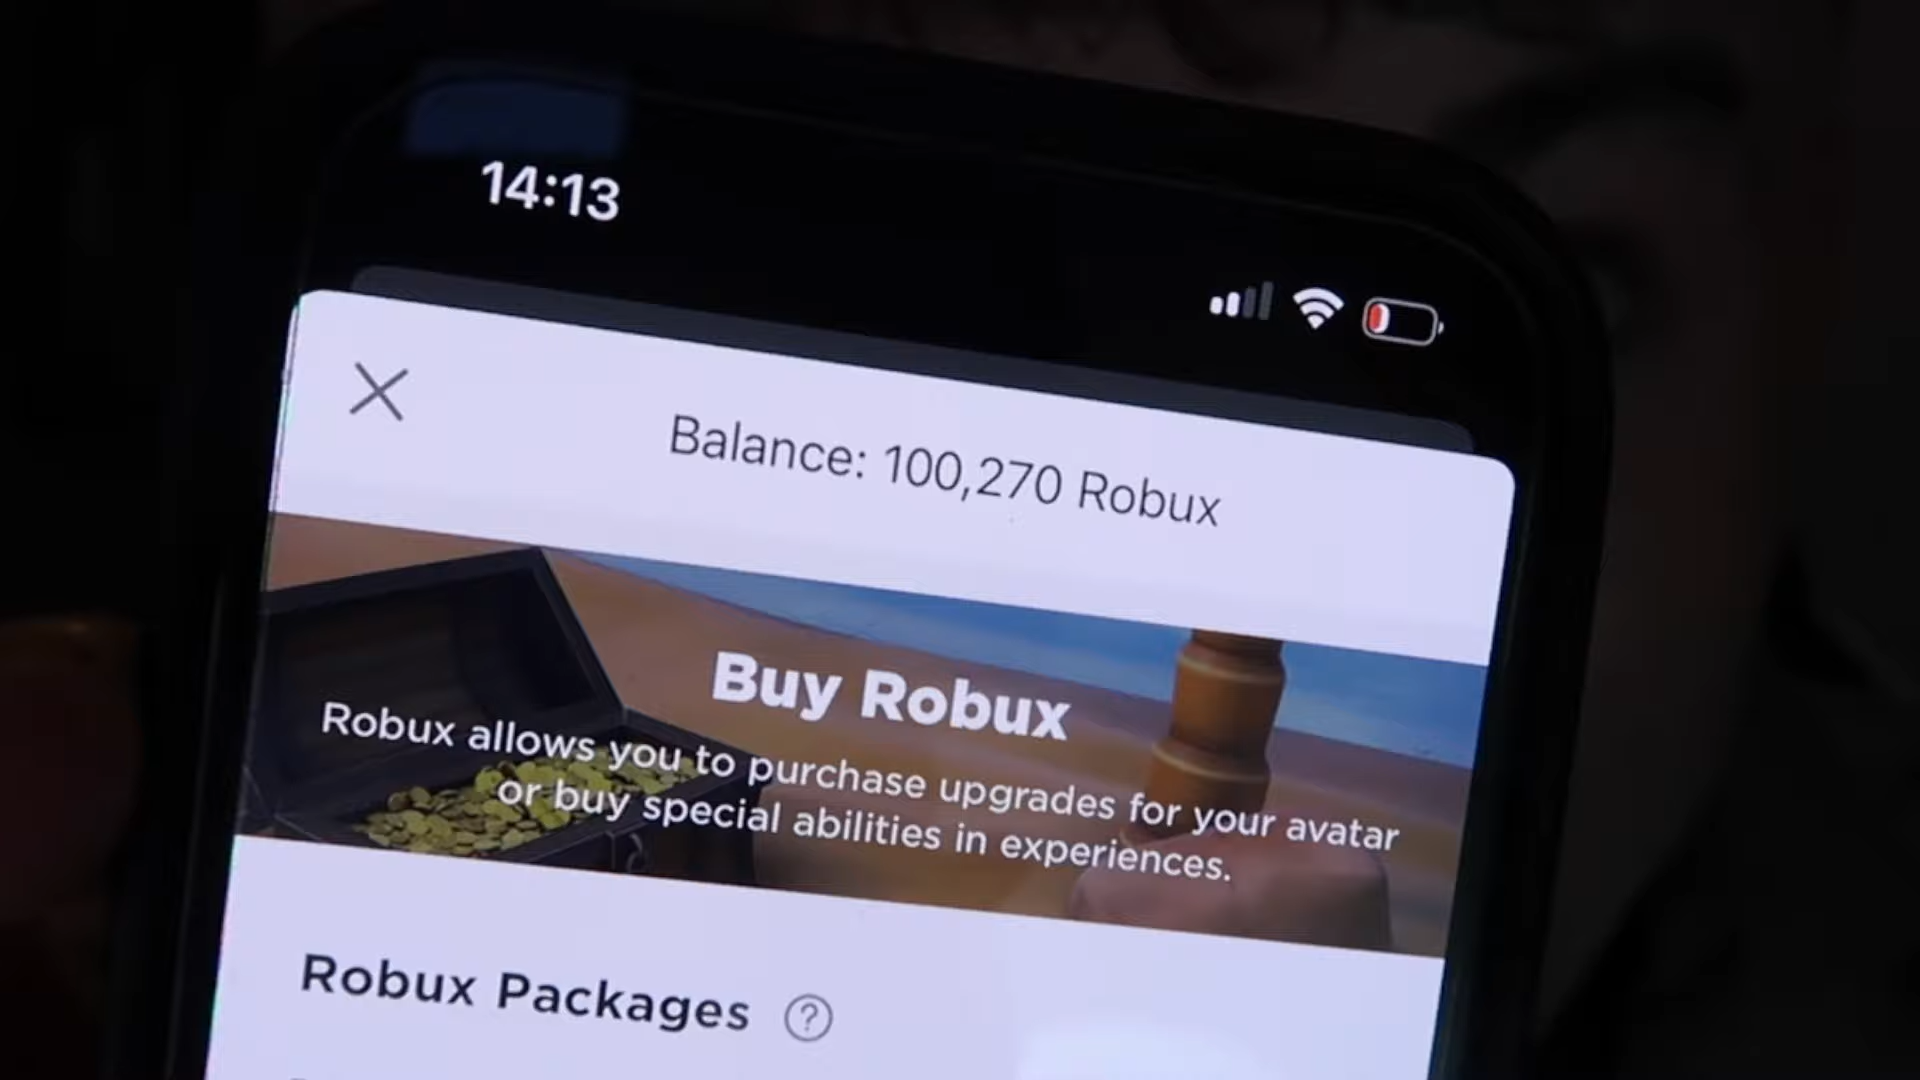 14:13
Balance: 100,270 Robux
Buy Robux
Robux allows you to purchase upgrades for your avatar
or buy special abilities in experiences.
Robux Packages ?